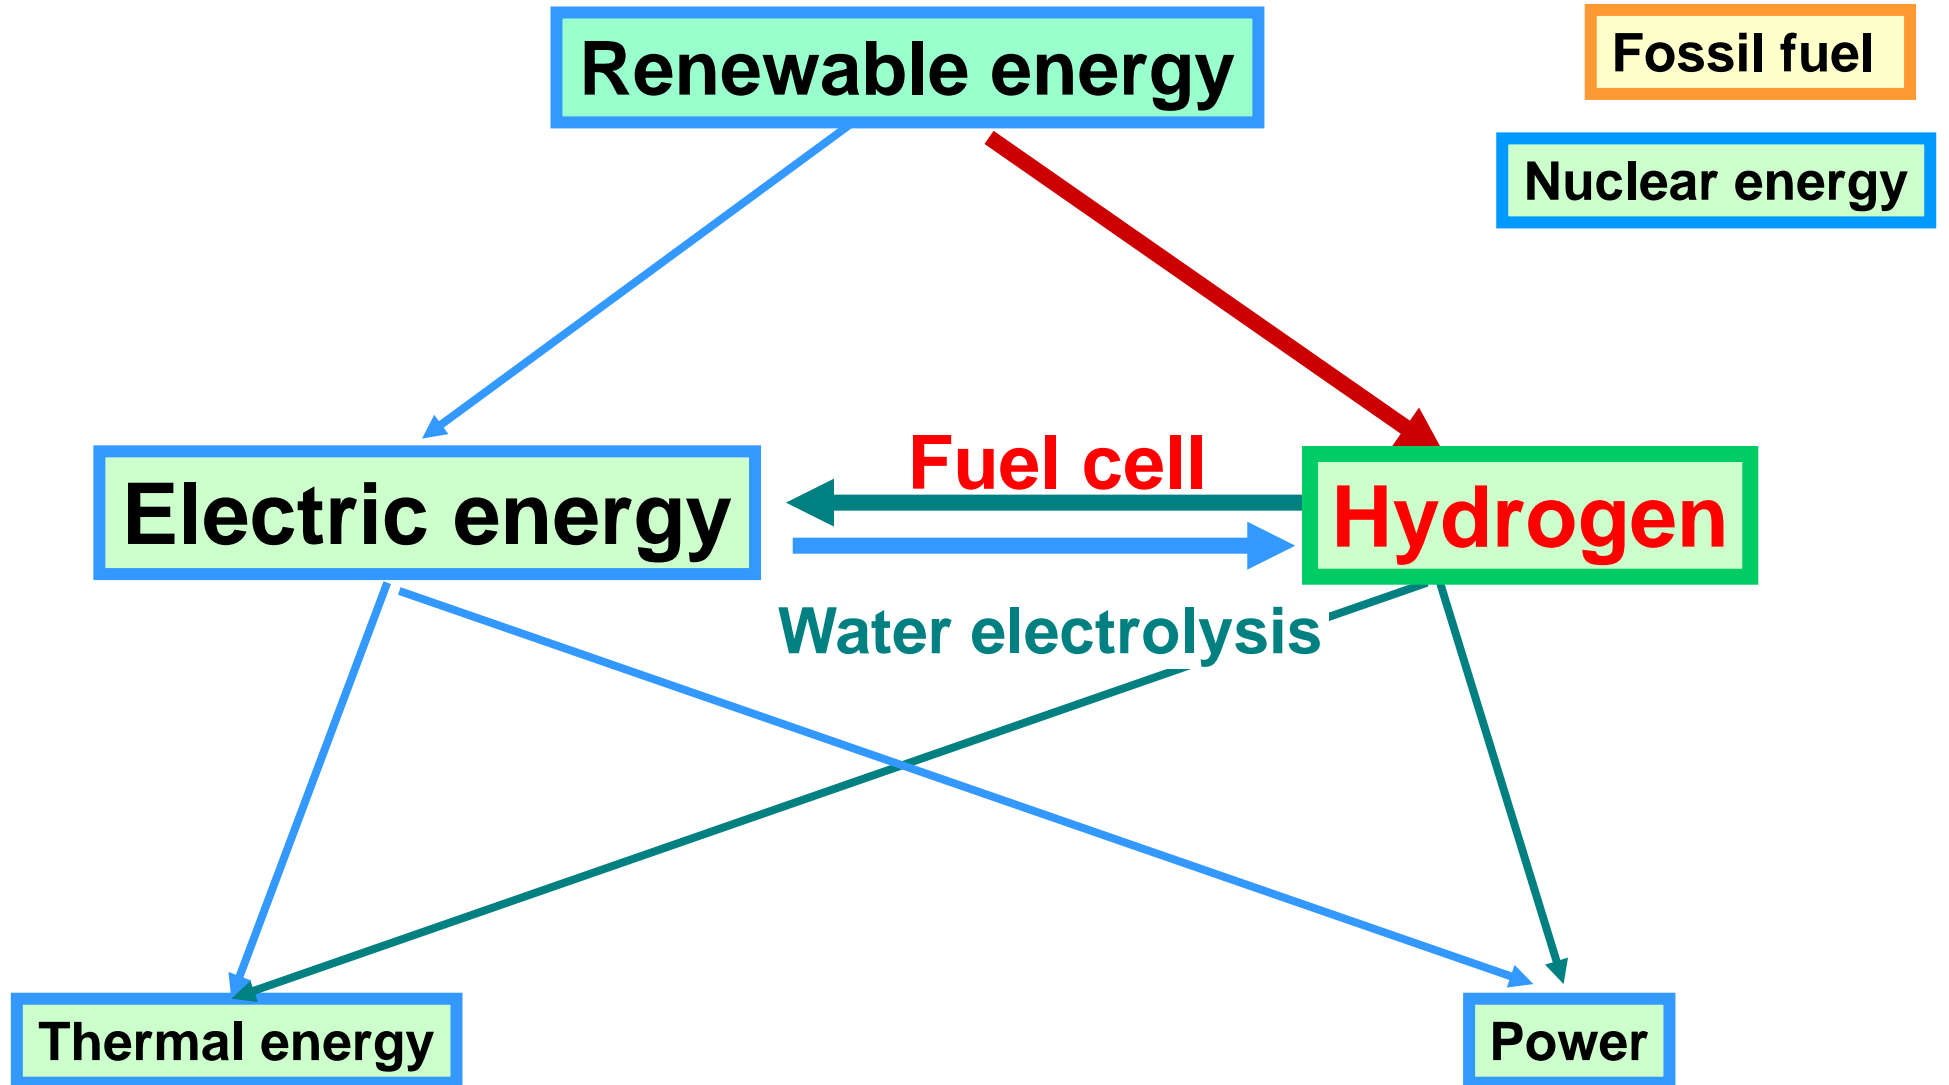 Renewable energy
Fossil fuel
Nuclear energy
Fuel cell
Electric energy
Hydrogen
Water electrolysis
Thermal energy
Power